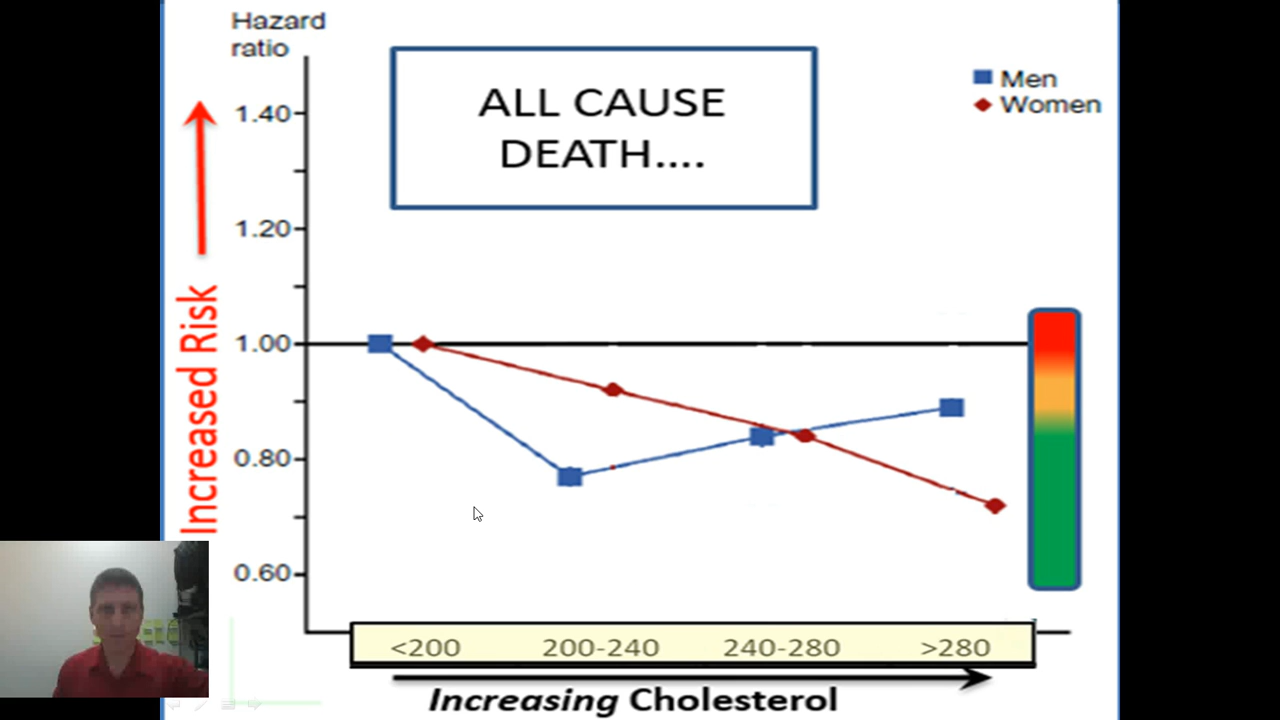 Hazard
ratio
ALL CAUSE
DEATH....
Men
Women
1.40
1.20
1.00
0.80
0.60
Increased Risk
<200 200-240 240-280 >280
Increasing Cholesterol